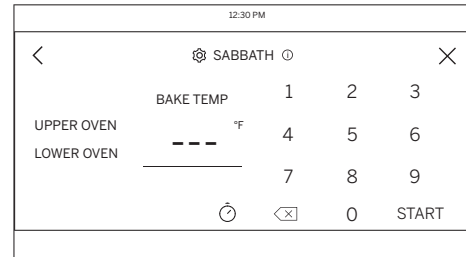 12:30 PM
SABBATH
BAKE TEMP
UPPER OVEN
LOWER OVEN
--- °F
1 2 3
4 5 6
7 8 9
0 START